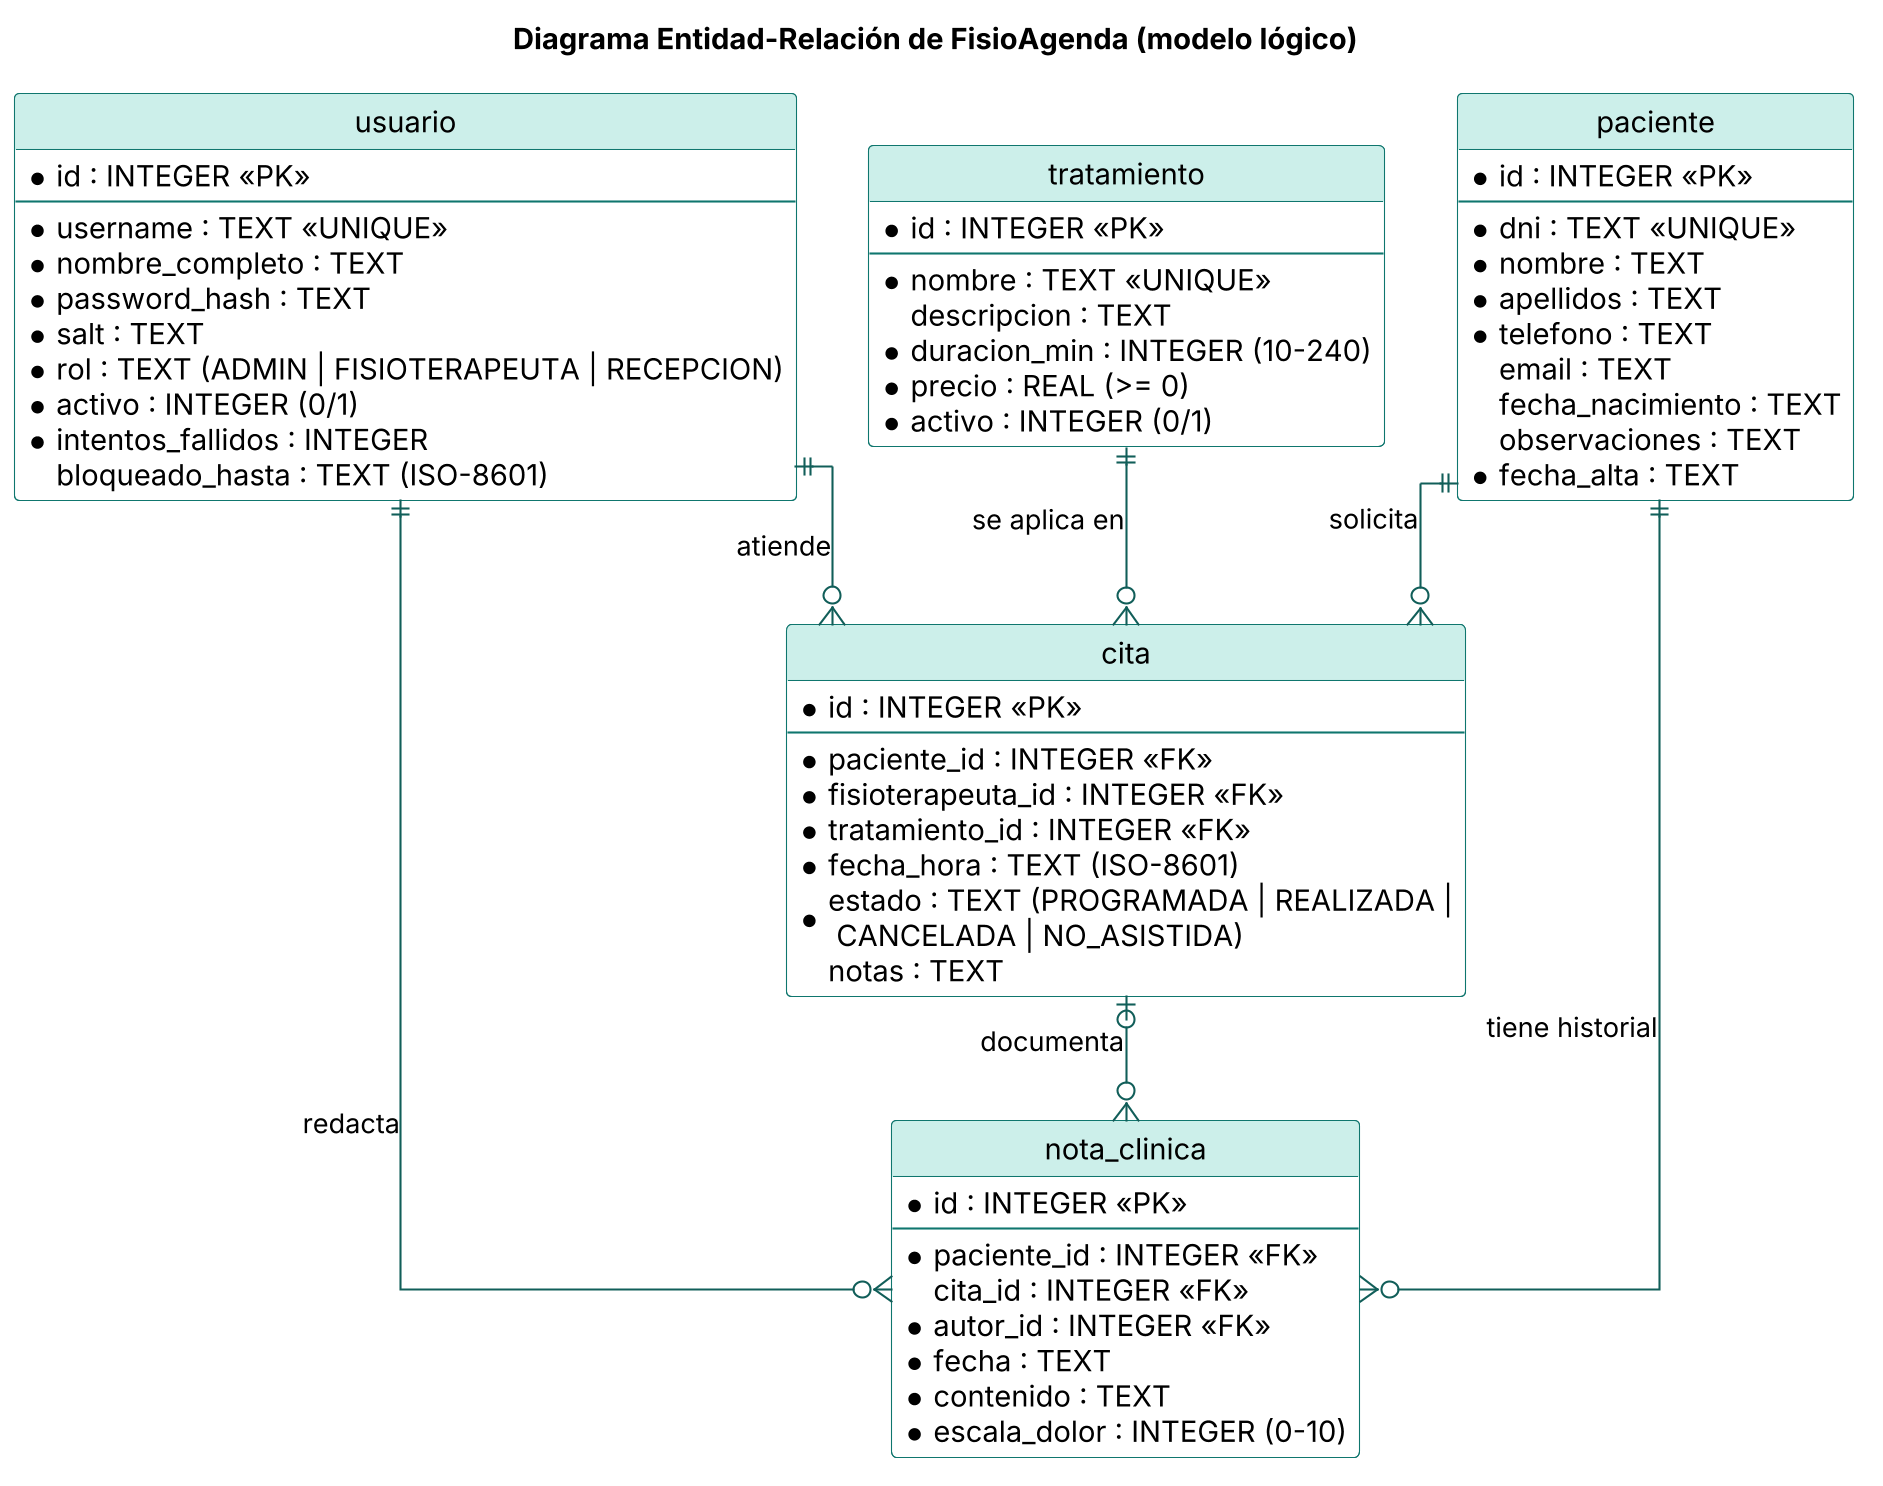 Diagrama Entidad-Relación de FisioAgenda (modelo lógico)
usuario
id : INTEGER «PK»
username : TEXT «UNIQUE»
nombre_completo : TEXT
password_hash : TEXT
salt : TEXT
rol : TEXT (ADMIN | FISIOTERAPEUTA | RECEPCION)
activo : INTEGER (0/1)
intentos_fallidos : INTEGER
bloqueado_hasta : TEXT (ISO-8601)
tratamiento
id : INTEGER «PK»
nombre : TEXT «UNIQUE»
descripcion : TEXT
duracion_min : INTEGER (10-240)
precio : REAL (>= 0)
activo : INTEGER (0/1)
paciente
id : INTEGER «PK»
dni : TEXT «UNIQUE»
nombre : TEXT
apellidos : TEXT
telefono : TEXT
email : TEXT
fecha_nacimiento : TEXT
observaciones : TEXT
fecha_alta : TEXT
atiende
se aplica en
solicita
cita
id : INTEGER «PK»
paciente_id : INTEGER «FK»
fisioterapeuta_id : INTEGER «FK»
tratamiento_id : INTEGER «FK»
fecha_hora : TEXT (ISO-8601)
estado : TEXT (PROGRAMADA | REALIZADA |
CANCELADA | NO_ASISTIDA)
notas : TEXT
documenta
tiene historial
redacta
nota_clinica
id : INTEGER «PK»
paciente_id : INTEGER «FK»
cita_id : INTEGER «FK»
autor_id : INTEGER «FK»
fecha : TEXT
contenido : TEXT
escala_dolor : INTEGER (0-10)